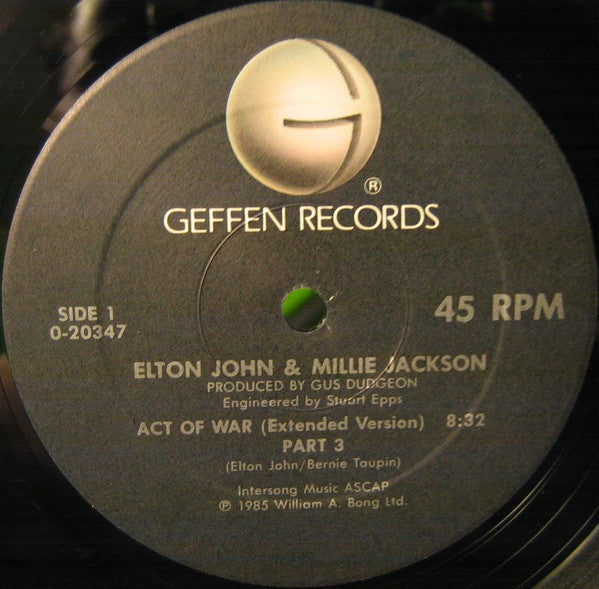 ®
GEFFEN RECORDS
SIDE 1
0-20347
45 RPM
ELTON JOHN & MILLIE JACKSON
PRODUCED BY GUS DUDGEON
Engineered by Stuart Epps
ACT OF WAR (Extended Version) 8:32
PART 3
(Elton John/Bernie Taupin)
Intersong Music ASCAP
℗ 1985 William A. Bong Ltd.